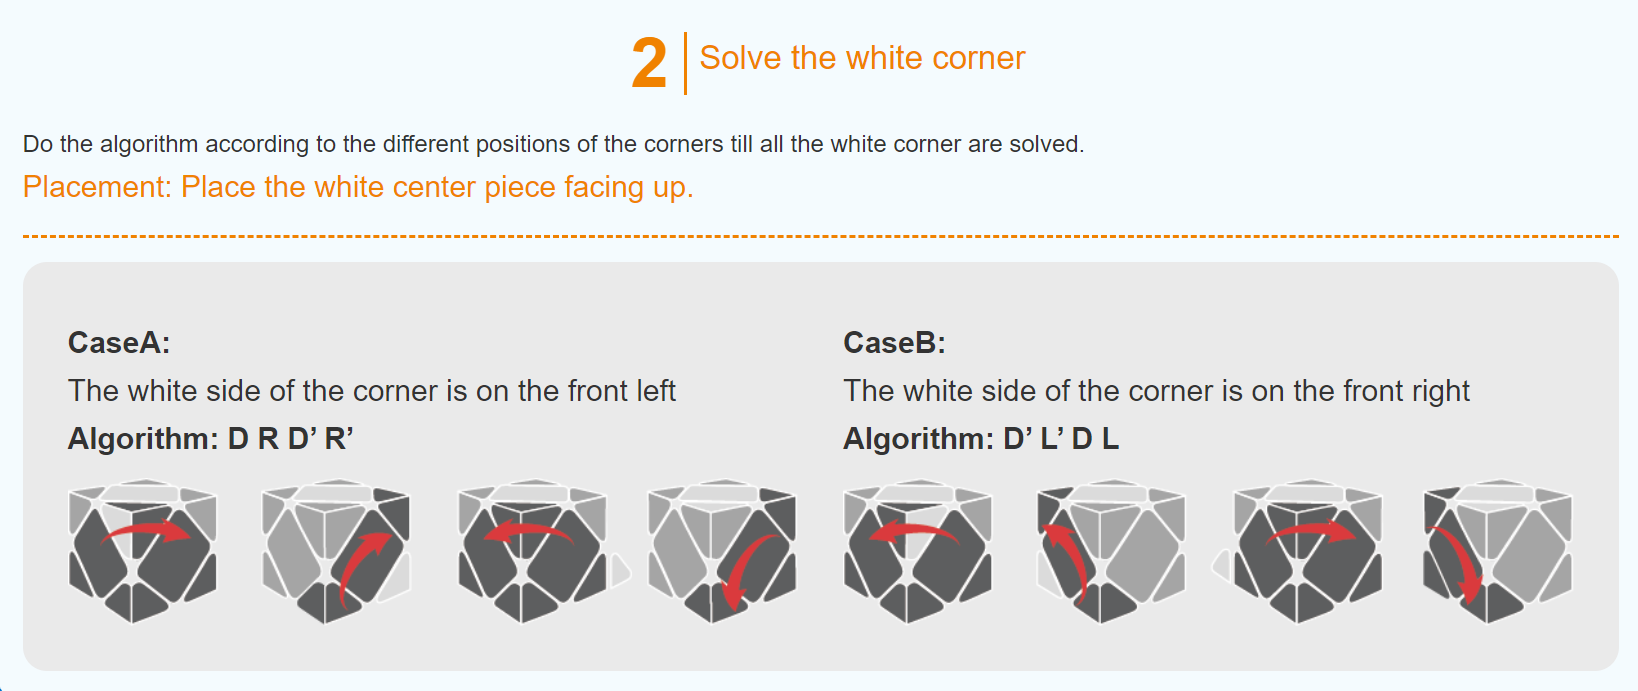 2
Solve the white corner
Do the algorithm according to the different positions of the corners till all the white corner are solved.
Placement: Place the white center piece facing up.
CaseA:
The white side of the corner is on the front left
Algorithm: D R D’ R’
CaseB:
The white side of the corner is on the front right
Algorithm: D’ L’ D L